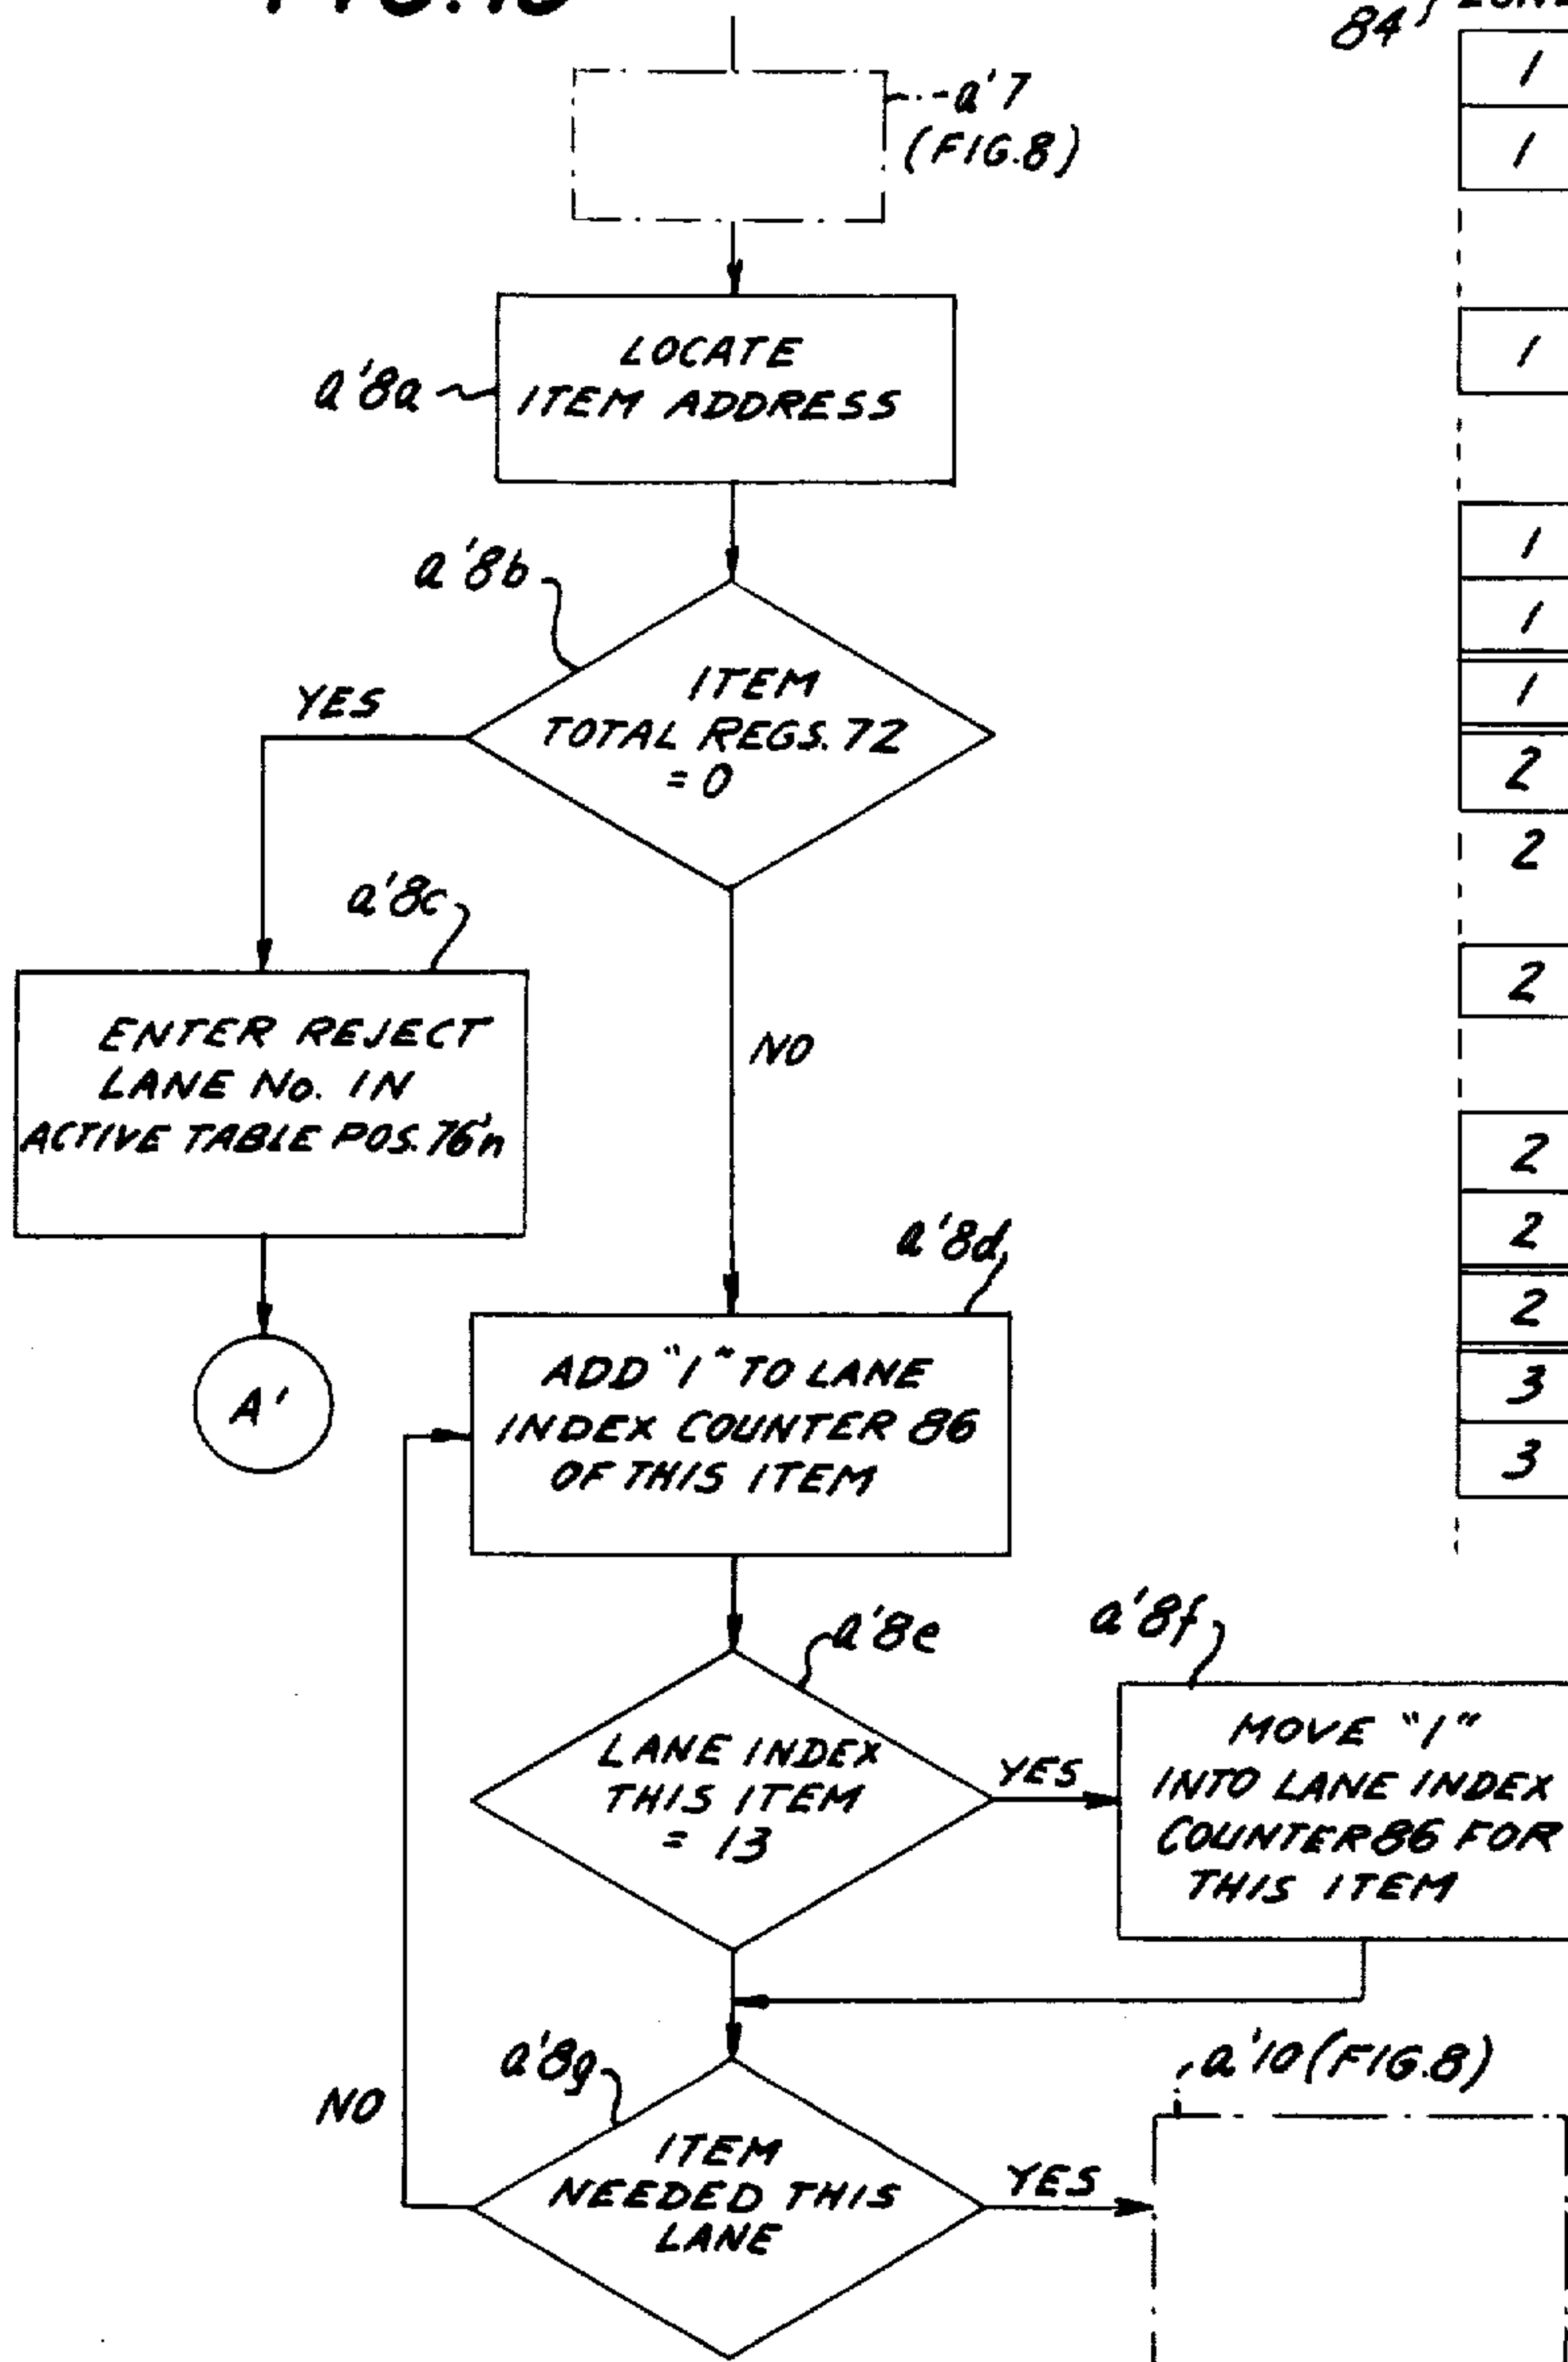 a'7
(FIG.8)
LOCATE
ITEM ADDRESS
a'8a
a'8b
ITEM
TOTAL REGS. 72
= 0
YES
a'8c
ENTER REJECT
LANE No. IN
ACTIVE TABLE POS. 76'n
A'
NO
a'8d
ADD "1" TO LANE
INDEX COUNTER 86
OF THIS ITEM
a'8e
LANE INDEX
THIS ITEM
= 13
YES
a'8f
MOVE "1"
INTO LANE INDEX
COUNTER 86 FOR
THIS ITEM
a'8g
ITEM
NEEDED THIS
LANE
NO
YES
a'10 (FIG.8)
84'
1
1
1
1
1
1
2
2
2
2
2
2
3
3